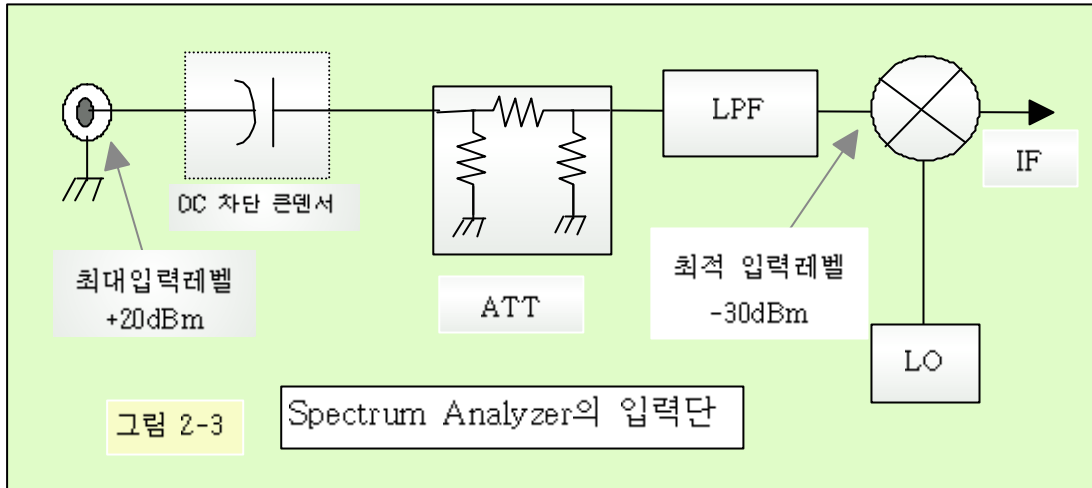 DC 차단 콘덴서
최대입력레벨
+20dBm
ATT
LPF
최적 입력레벨
-30dBm
IF
LO
그림 2-3
Spectrum Analyzer의 입력단